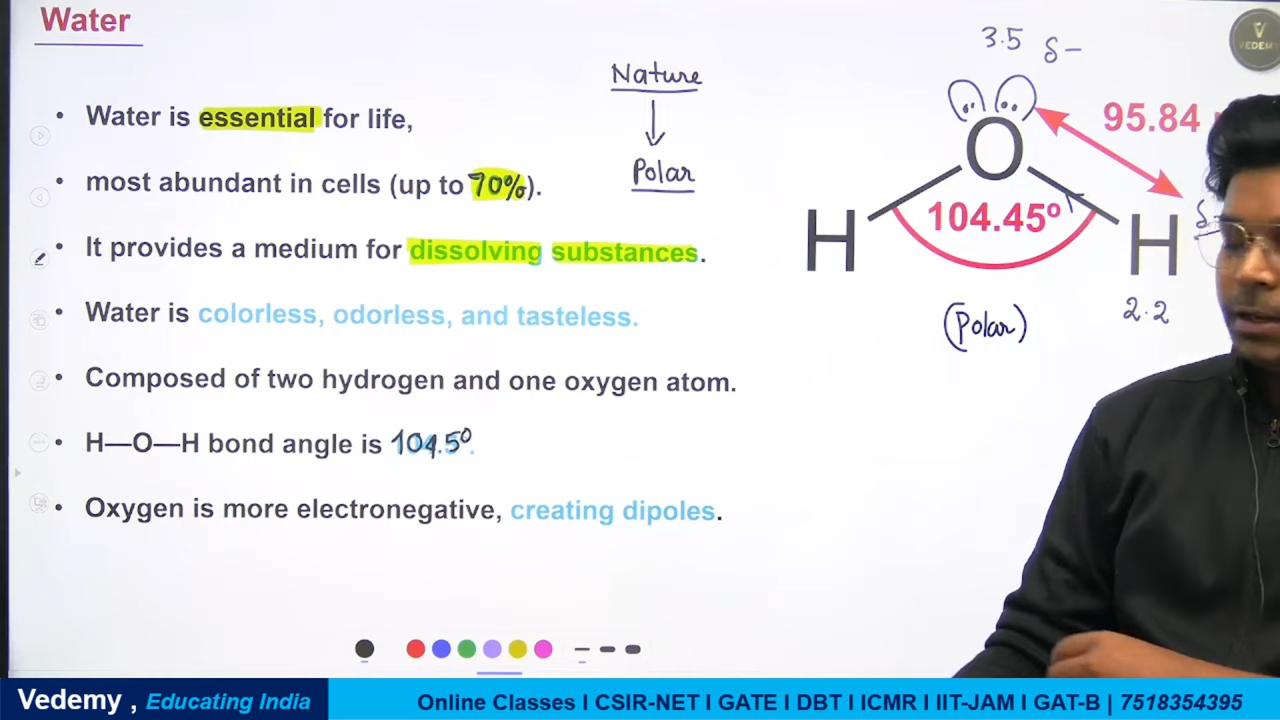 Water
• Water is essential for life,
• most abundant in cells (up to 70%).
• It provides a medium for dissolving substances.
• Water is colorless, odorless, and tasteless.
• Composed of two hydrogen and one oxygen atom.
• H—O—H bond angle is 104.5°.
• Oxygen is more electronegative, creating dipoles.
Nature
Polar
3.5 δ−
O
95.84
104.45º
H
H
δ
2.2
(Polar)
VEDEMY
Vedemy , Educating India
Online Classes I CSIR-NET I GATE I DBT I ICMR I IIT-JAM I GAT-B | 7518354395